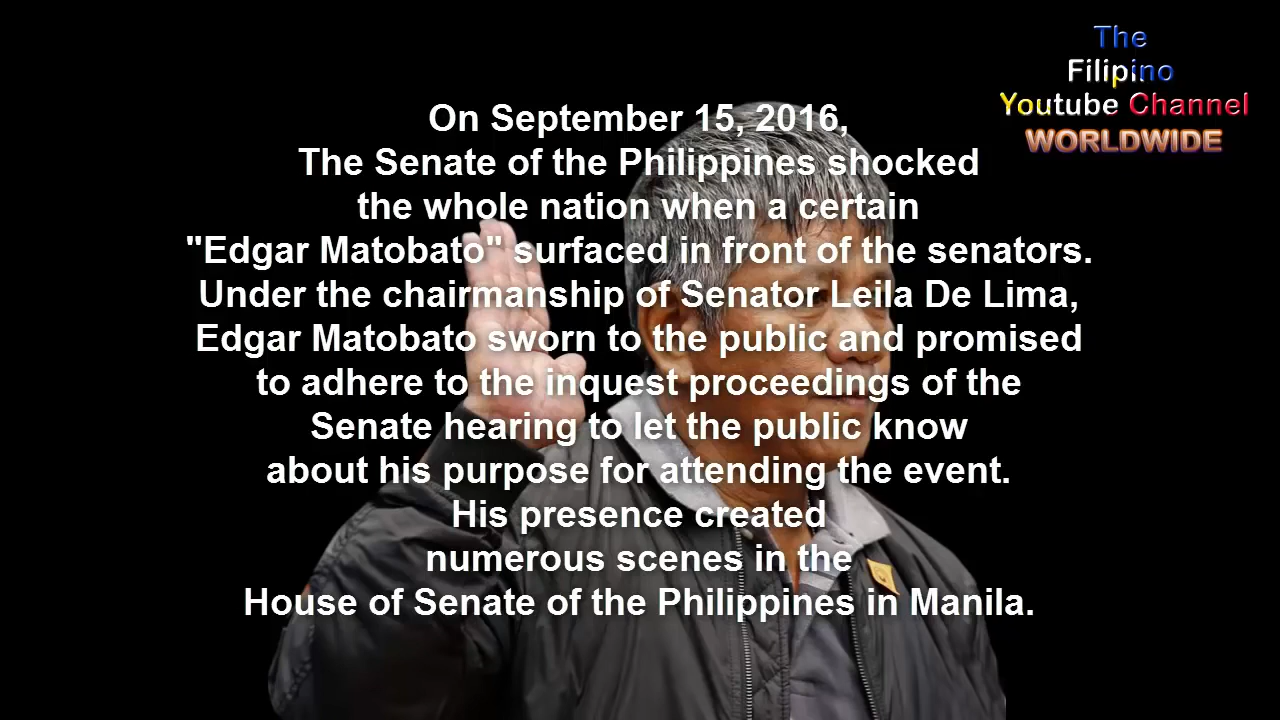 The
Filipino
Youtube Channel
WORLDWIDE
On September 15, 2016,
The Senate of the Philippines shocked
the whole nation when a certain
"Edgar Matobato" surfaced in front of the senators.
Under the chairmanship of Senator Leila De Lima,
Edgar Matobato sworn to the public and promised
to adhere to the inquest proceedings of the
Senate hearing to let the public know
about his purpose for attending the event.
His presence created
numerous scenes in the
House of Senate of the Philippines in Manila.